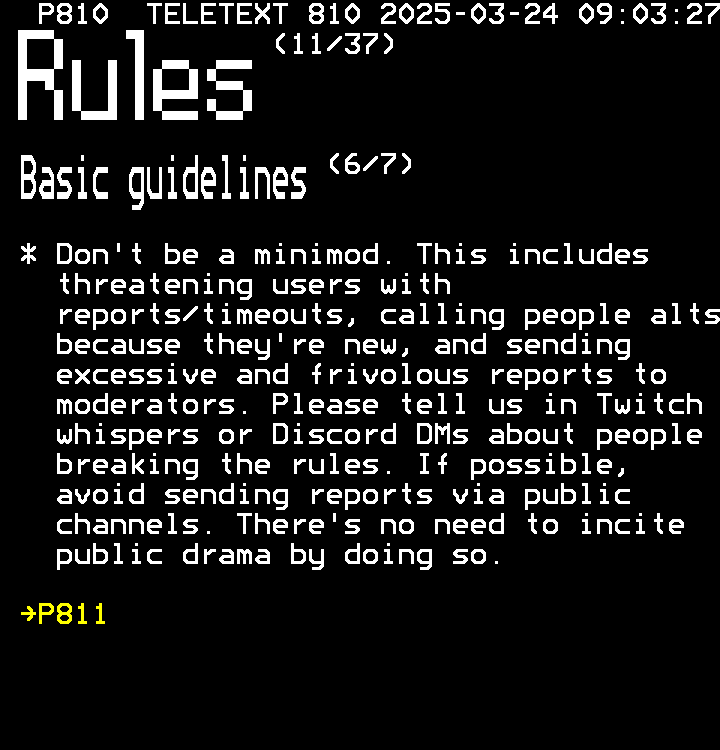 P810 TELETEXT 810 2025-03-24 09:03:27
Rules (11/37)
Basic guidelines (6/7)
* Don't be a minimod. This includes
threatening users with
reports/timeouts, calling people alts
because they're new, and sending
excessive and frivolous reports to
moderators. Please tell us in Twitch
whispers or Discord DMs about people
breaking the rules. If possible,
avoid sending reports via public
channels. There's no need to incite
public drama by doing so.
→P811